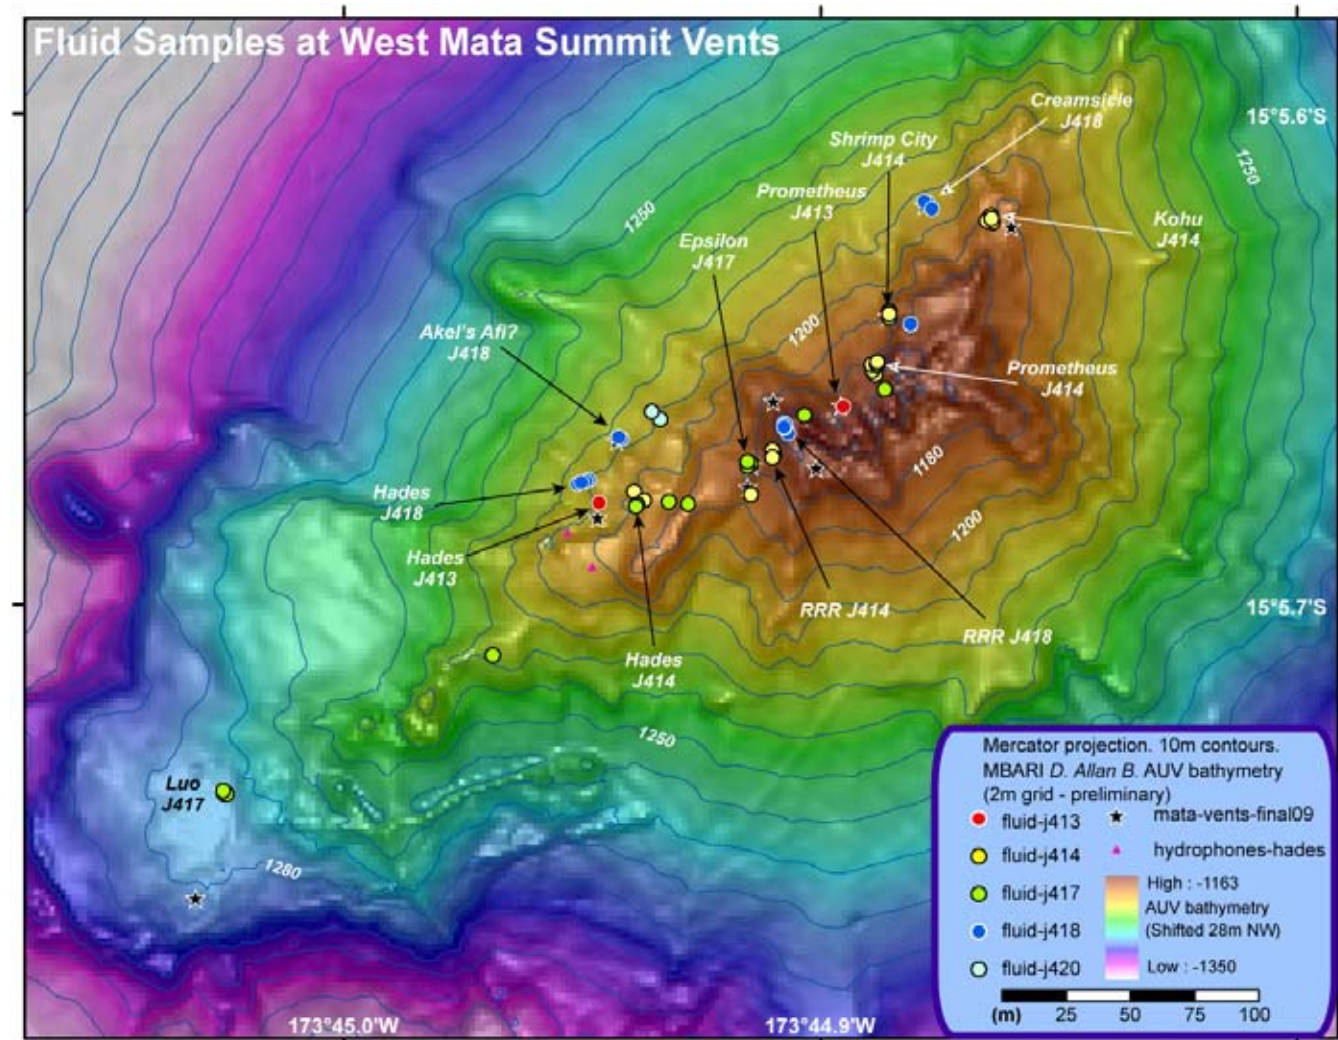 Fluid Samples at West Mata Summit Vents
Creamsicle
J418
15°5.6'S
Shrimp City
J414
1250
Prometheus
J413
1250
Kohu
J414
Epsilon
J417
Akel's Afi?
J418
1200
Prometheus
J414
1180
Hades
J418
1200
Hades
J413
RRR J414
15°5.7'S
RRR J418
Hades
J414
1250
Luo
J417
1280
Mercator projection. 10m contours.
MBARI D. Allan B. AUV bathymetry
(2m grid - preliminary)
fluid-j413
mata-vents-final09
fluid-j414
hydrophones-hades
fluid-j417
High : -1163
AUV bathymetry
fluid-j418
(Shifted 28m NW)
fluid-j420
Low : -1350
(m) 25 50 75 100
173°45.0'W
173°44.9'W